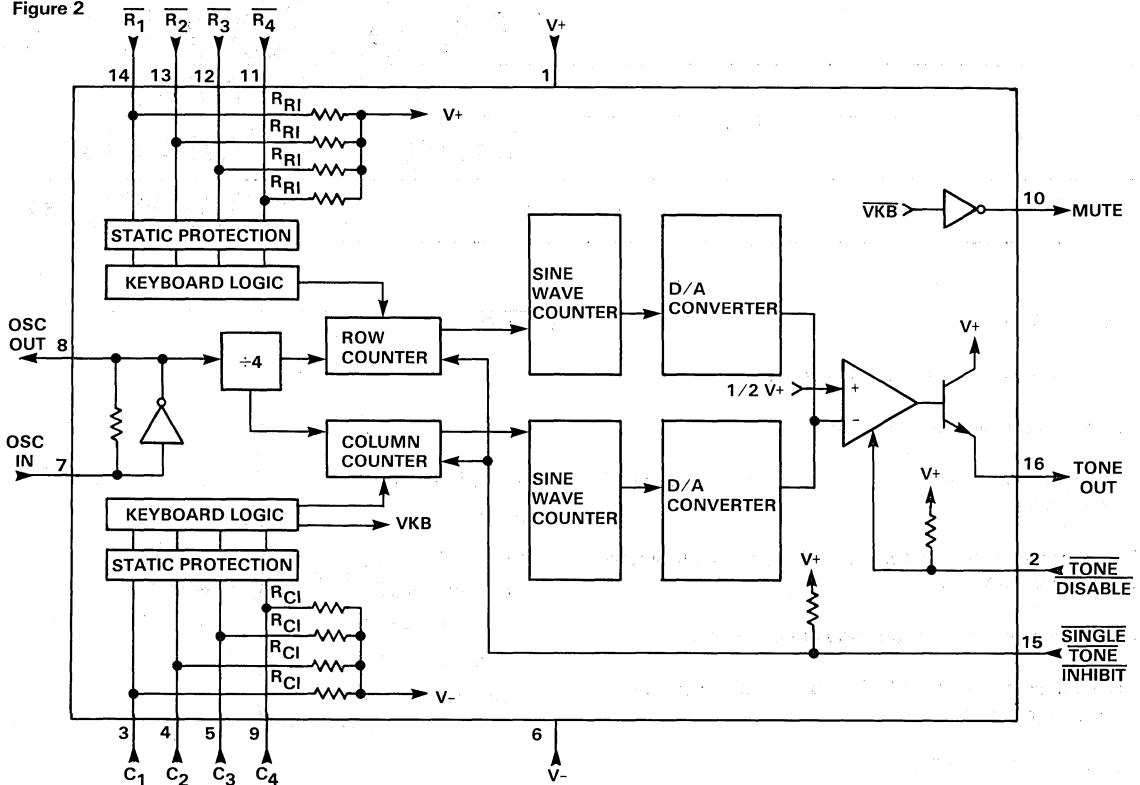 Figure 2
R1 R2 R3 R4
V+
14 13 12 11
1
RRI
V+
RRI
RRI
RRI
VKB
10
MUTE
STATIC PROTECTION
KEYBOARD LOGIC
SINE
WAVE
COUNTER
D/A
CONVERTER
OSC
OUT
8
÷4
ROW
COUNTER
V+
1/2 V+
+
−
OSC
IN
7
COLUMN
COUNTER
SINE
WAVE
COUNTER
D/A
CONVERTER
16
TONE
OUT
V+
KEYBOARD LOGIC
VKB
STATIC PROTECTION
2
TONE
DISABLE
V+
RCI
RCI
RCI
RCI
V−
15
SINGLE
TONE
INHIBIT
3 4 5 9
6
C1 C2 C3 C4
V−